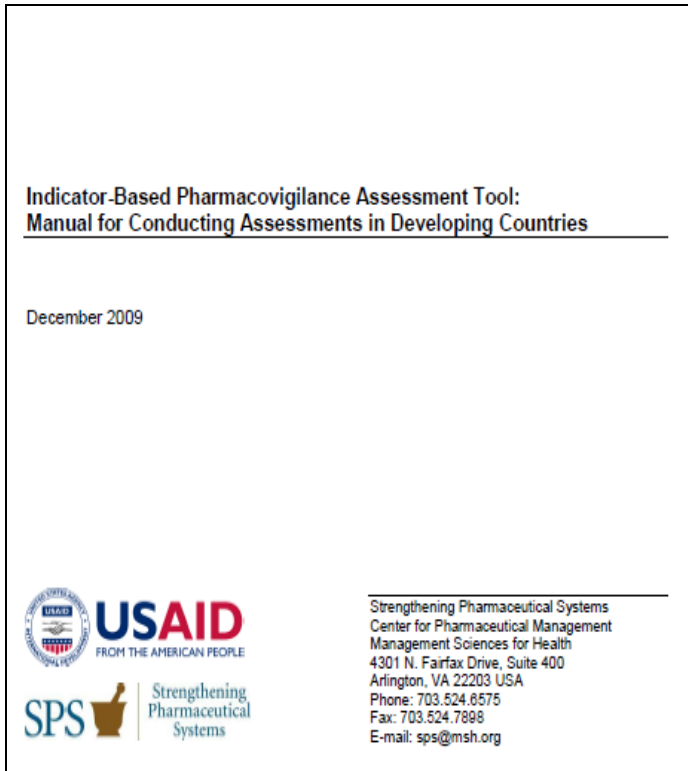 Indicator-Based Pharmacovigilance Assessment Tool:
Manual for Conducting Assessments in Developing Countries
December 2009
USAID
USAID
FROM THE AMERICAN PEOPLE
SPS
Strengthening
Pharmaceutical
Systems
Strengthening Pharmaceutical Systems
Center for Pharmaceutical Management
Management Sciences for Health
4301 N. Fairfax Drive, Suite 400
Arlington, VA 22203 USA
Phone: 703.524.6575
Fax: 703.524.7898
E-mail: sps@msh.org